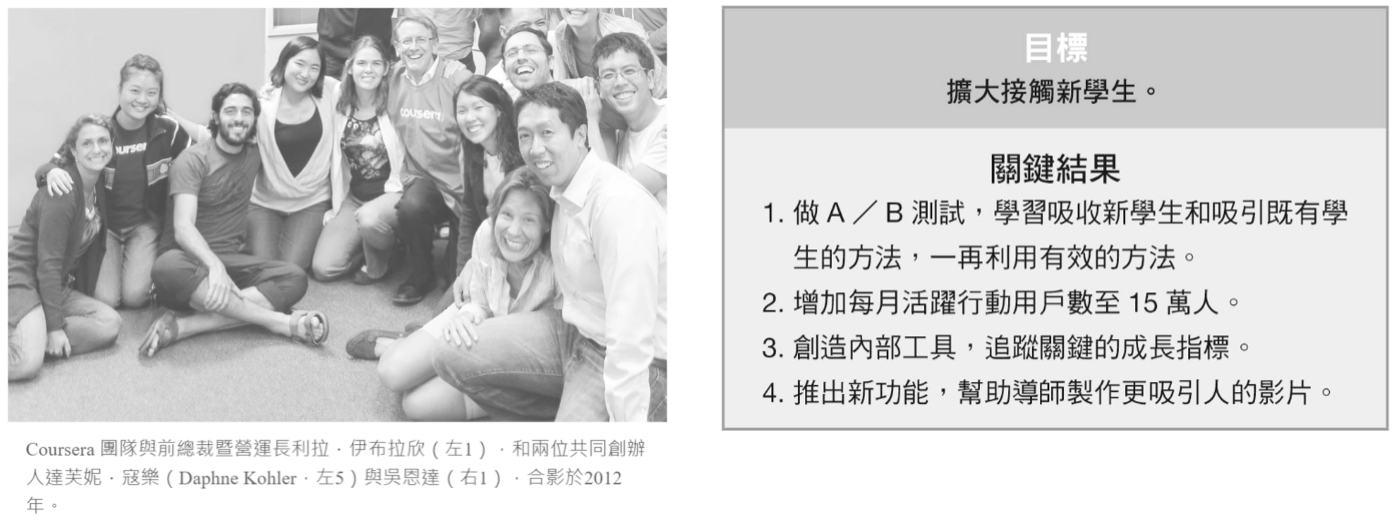 coursera
coursera
Coursera 團隊與前總裁暨營運長利拉．伊布拉欣（左1），和兩位共同創辦
人達芙妮．寇樂（Daphne Kohler，左5）與吳恩達（右1），合影於2012
年。
目標
擴大接觸新學生。
關鍵結果
1. 做 A ／ B 測試，學習吸收新學生和吸引既有學
生的方法，一再利用有效的方法。
2. 增加每月活躍行動用戶數至 15 萬人。
3. 創造內部工具，追蹤關鍵的成長指標。
4. 推出新功能，幫助導師製作更吸引人的影片。